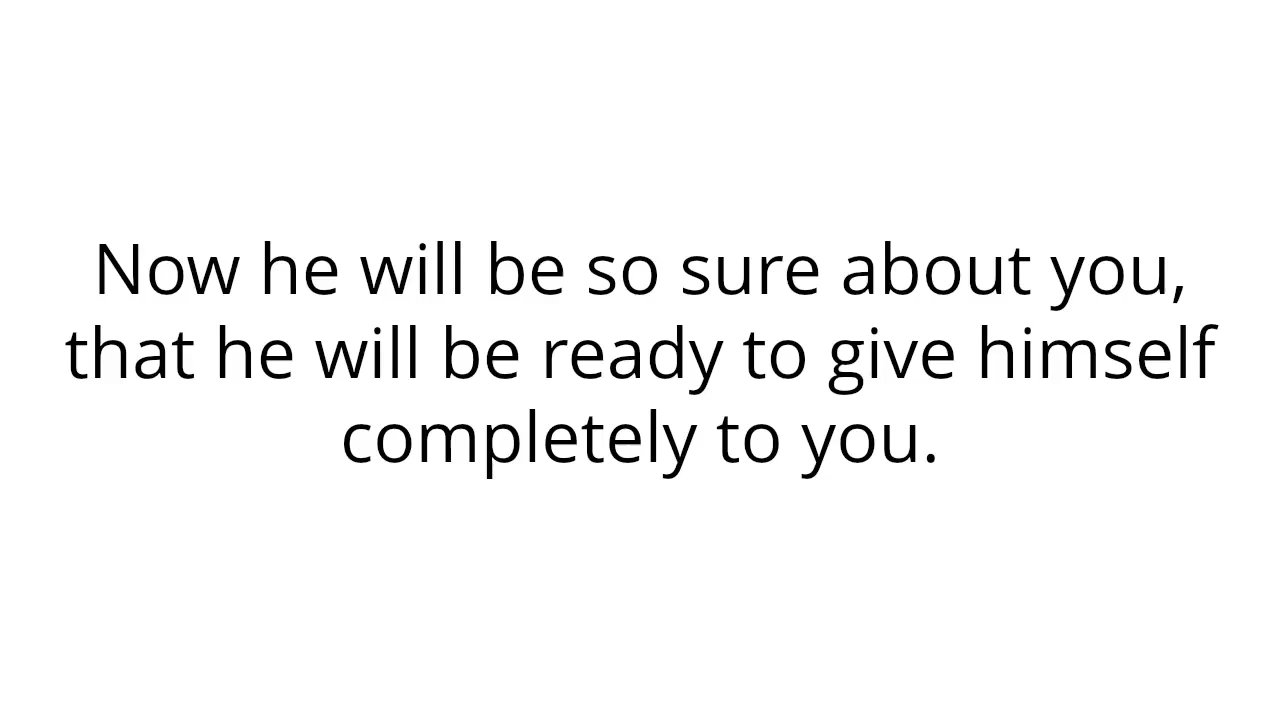 Now he will be so sure about you,
that he will be ready to give himself
completely to you.